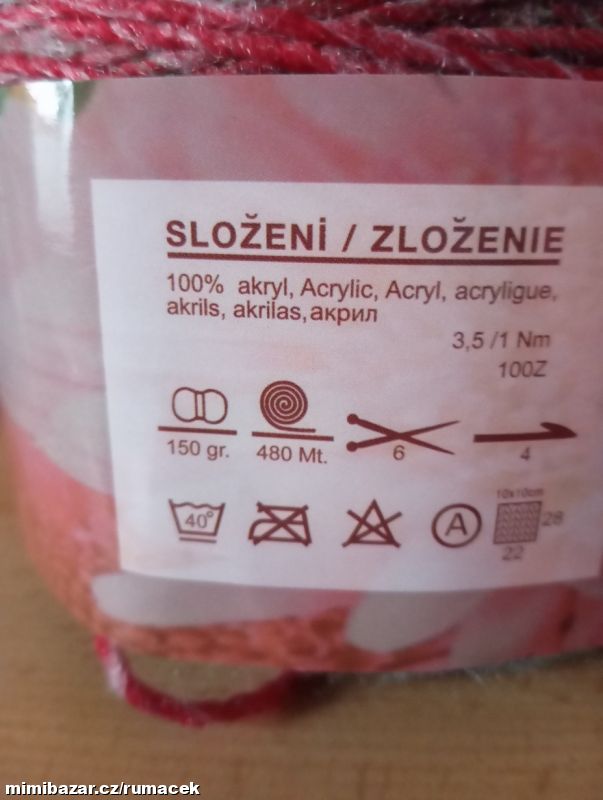 SLOŽENİ / ZLOŽENIE
100% akryl, Acrylic, Acryl, acryligue,
akrils, akrilas, акрил
3,5 /1 Nm
100Z
150 gr. 480 Mt. 6 4
10x10cm
40° A 28
22
mimibazar.cz/rumacek